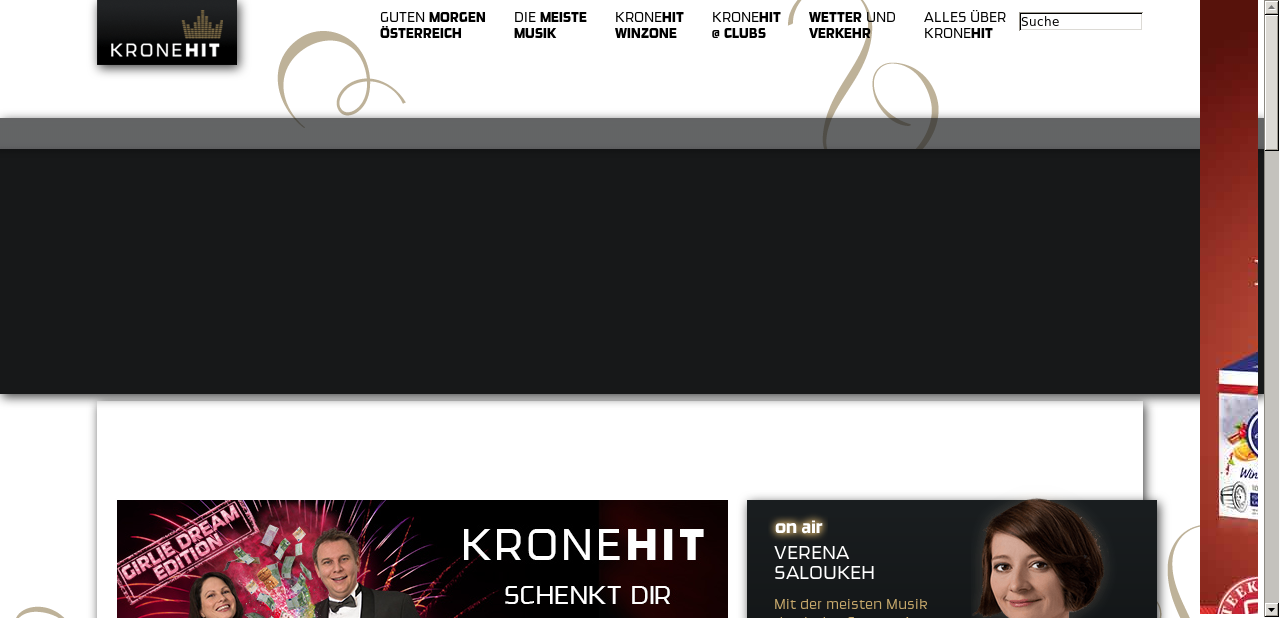 KRONEHIT
GUTEN MORGEN
ÖSTERREICH
DIE MEISTE
MUSIK
KRONEHIT
WINZONE
KRONEHIT
@ CLUBS
WETTER UND
VERKEHR
ALLES ÜBER
KRONEHIT
Suche
GIRLIE DREAM
EDITION
KRONEHIT
SCHENKT DIR
on air
VERENA
SALOUKEH
Mit der meisten Musik